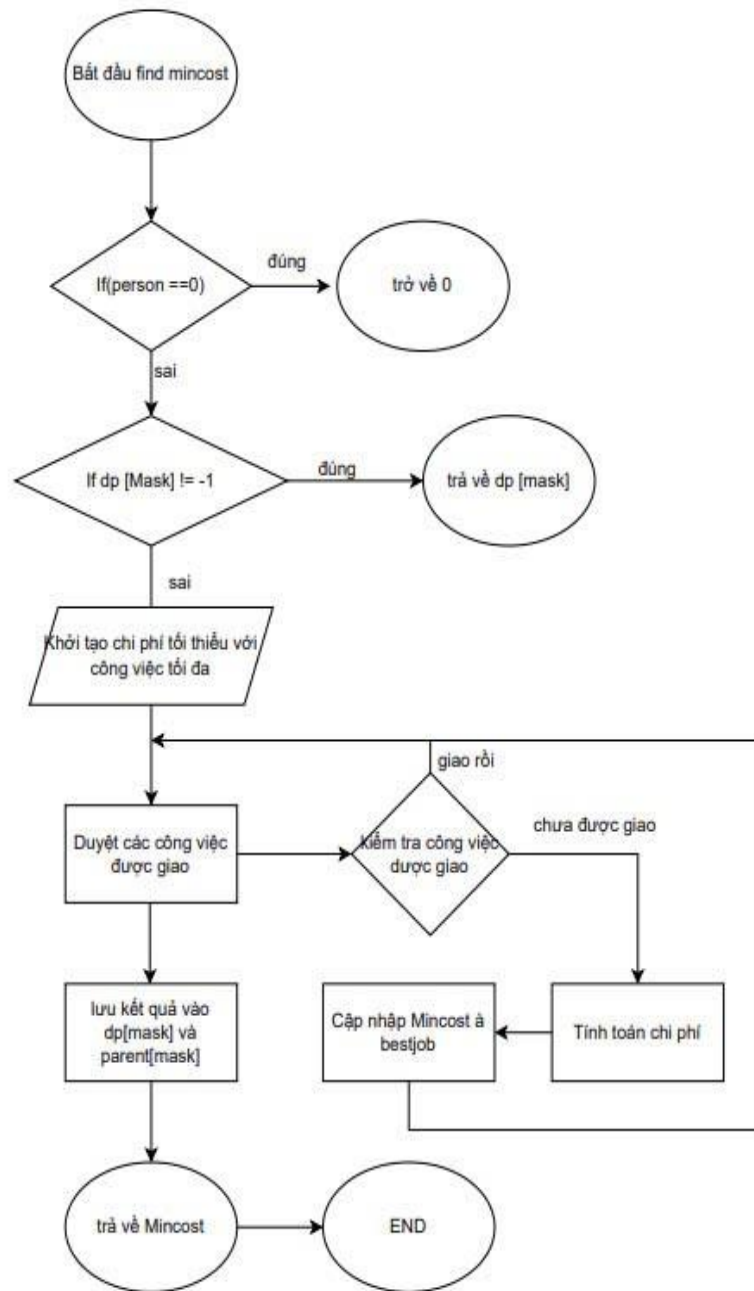 Bắt đầu find mincost
If(person ==0)
đúng
trở về 0
sai
If dp [Mask] != -1
đúng
trả về dp [mask]
sai
Khởi tạo chi phí tối thiểu với
công việc tối đa
giao rồi
Duyệt các công việc
được giao
kiểm tra công việc
dược giao
chưa được giao
lưu kết quả vào
dp[mask] và
parent[mask]
Cập nhập Mincost à
bestjob
Tính toán chi phí
trả về Mincost
END